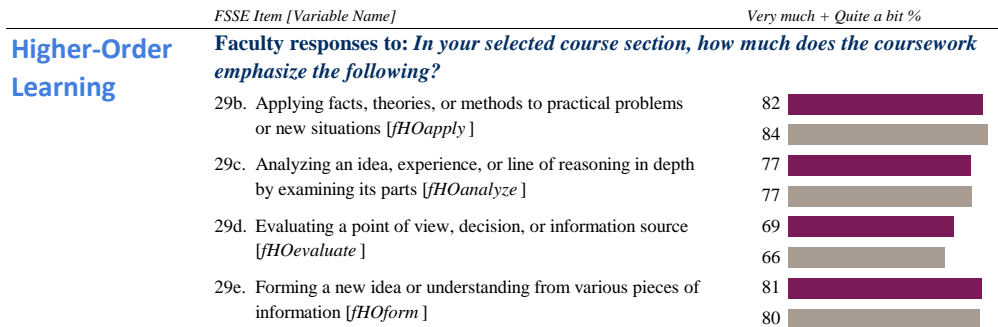 FSSE Item [Variable Name] Very much + Quite a bit %
Higher-Order
Learning
Faculty responses to: In your selected course section, how much does the coursework
emphasize the following?
29b. Applying facts, theories, or methods to practical problems
or new situations [fHOapply ]
82
84
29c. Analyzing an idea, experience, or line of reasoning in depth
by examining its parts [fHOanalyze ]
77
77
29d. Evaluating a point of view, decision, or information source
[fHOevaluate ]
69
66
29e. Forming a new idea or understanding from various pieces of
information [fHOform ]
81
80